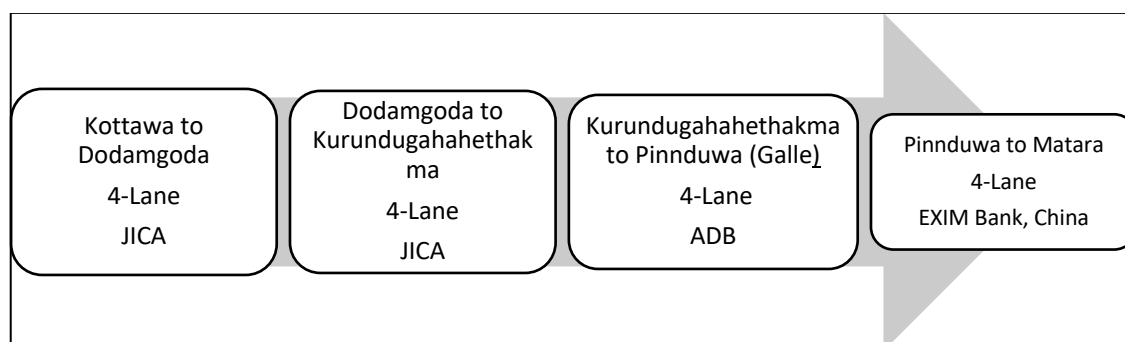 Kottawa to
Dodamgoda
4-Lane
JICA
Dodamgoda to
Kurundugahahethak
ma
4-Lane
JICA
Kurundugahahethakma
to Pinnduwa (Galle)
4-Lane
ADB
Pinnduwa to Matara
4-Lane
EXIM Bank, China